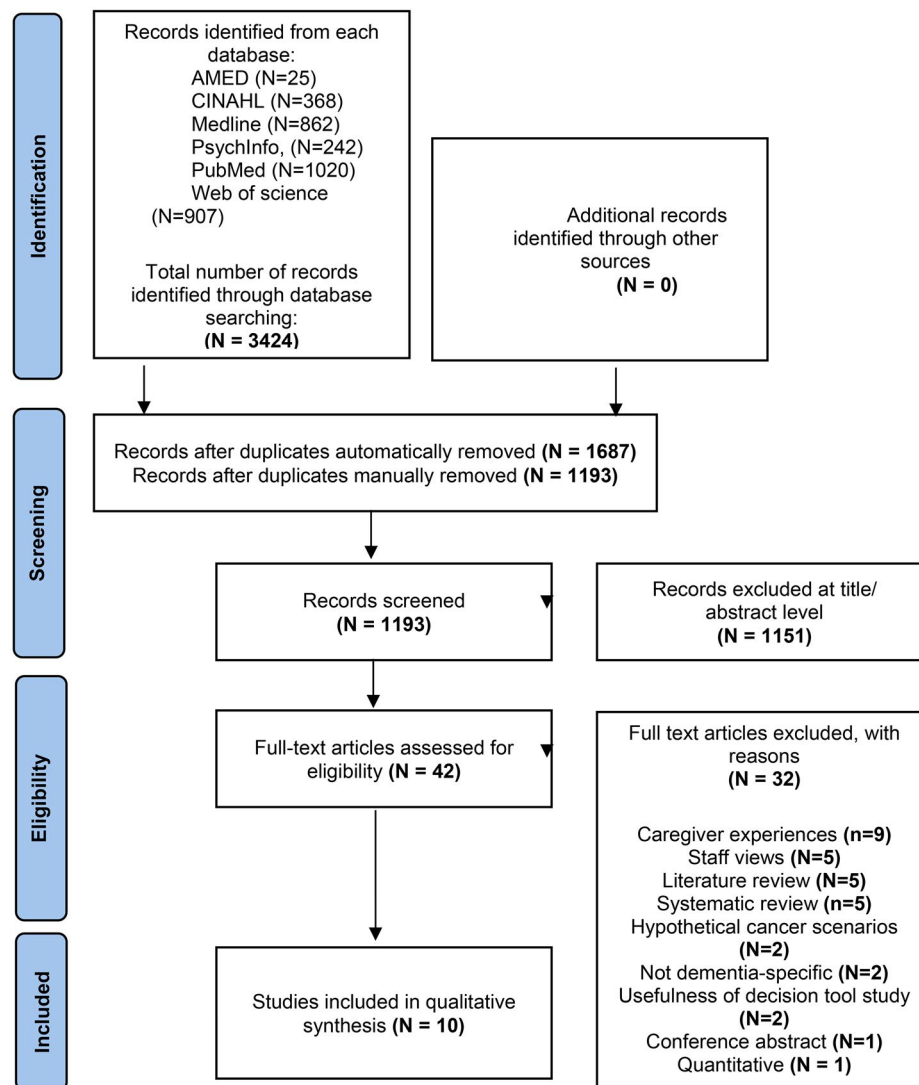 Identification
Records identified from each
database:
AMED (N=25)
CINAHL (N=368)
Medline (N=862)
PsychInfo, (N=242)
PubMed (N=1020)
Web of science
(N=907)
Total number of records
identified through database
searching:
(N = 3424)
Additional records
identified through other
sources
(N = 0)
Screening
Records after duplicates automatically removed (N = 1687)
Records after duplicates manually removed (N = 1193)
Records screened
(N = 1193)
Records excluded at title/
abstract level
(N = 1151)
Eligibility
Full-text articles assessed for
eligibility (N = 42)
Full text articles excluded, with
reasons
(N = 32)
Caregiver experiences (n=9)
Staff views (N=5)
Literature review (N=5)
Systematic review (n=5)
Hypothetical cancer scenarios
(N=2)
Not dementia-specific (N=2)
Usefulness of decision tool study
(N=2)
Conference abstract (N=1)
Quantitative (N = 1)
Included
Studies included in qualitative
synthesis (N = 10)